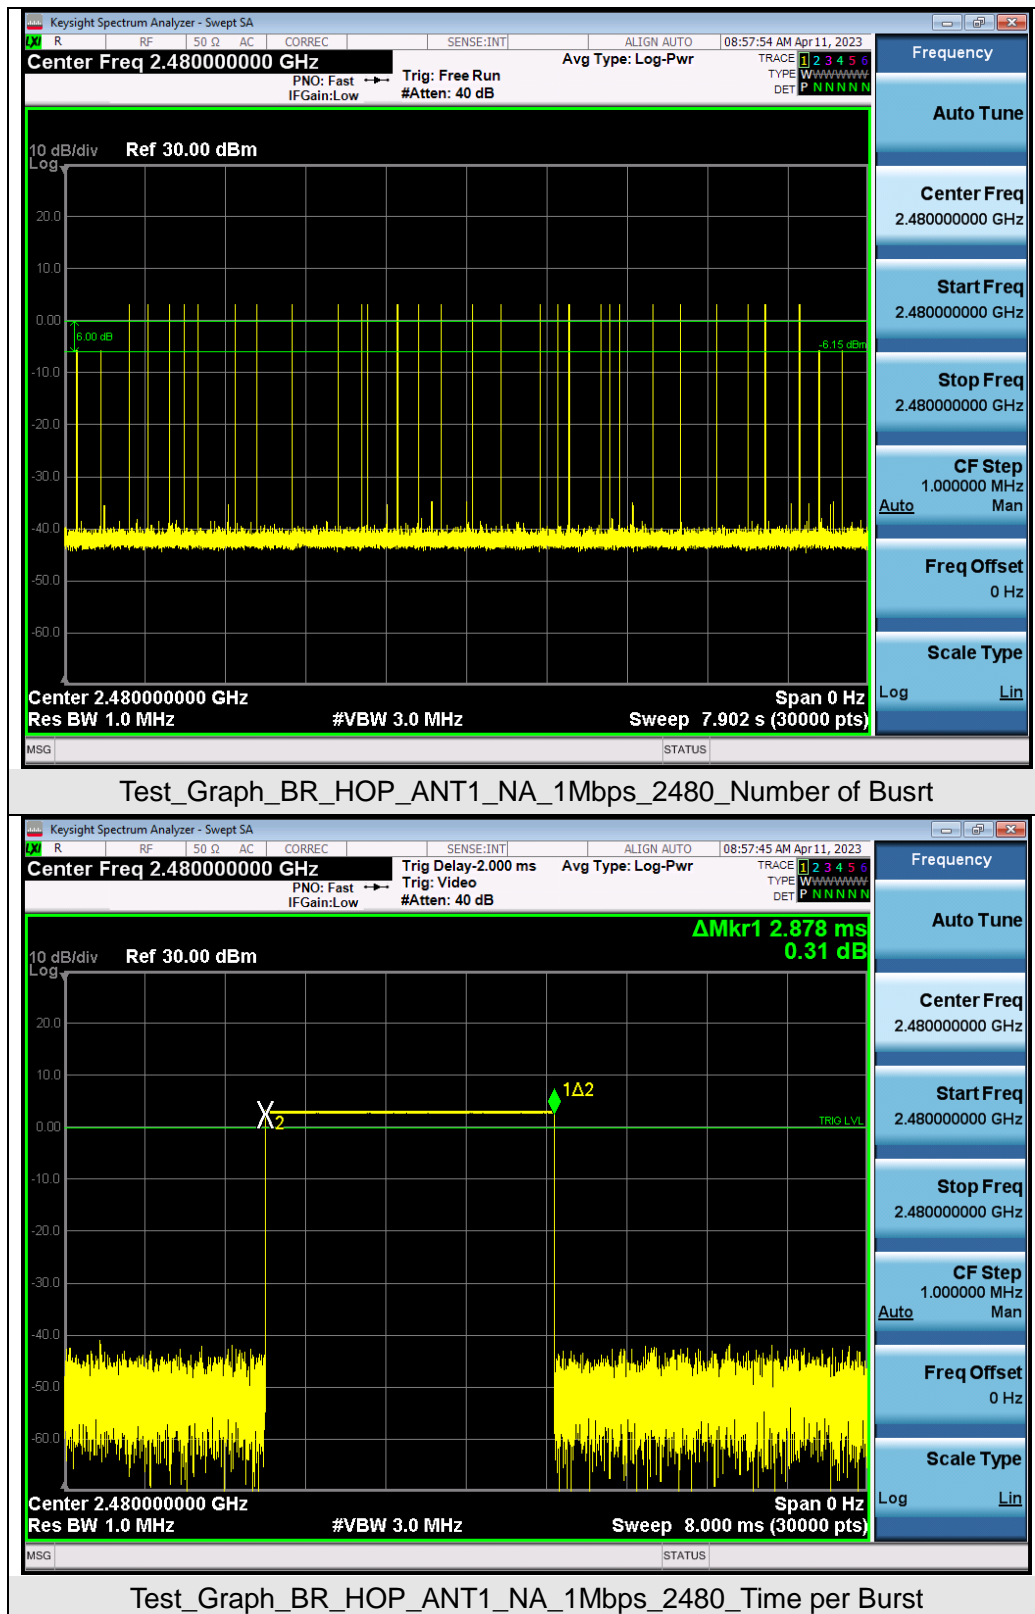 Keysight Spectrum Analyzer - Swept SA
LXI R RF 50 Ω AC CORREC SENSE:INT ALIGN AUTO 08:57:54 AM Apr 11, 2023
Center Freq 2.480000000 GHz Avg Type: Log-Pwr TRACE 1 2 3 4 5 6
PNO: Fast Trig: Free Run TYPE WWWWWW
IFGain:Low #Atten: 40 dB DET P N N N N N
10 dB/div Ref 30.00 dBm
Log
20.0
10.0
0.00
6.00 dB
-6.15 dBm
-10.0
-20.0
-30.0
-40.0
-50.0
-60.0
Center 2.480000000 GHz Span 0 Hz
Res BW 1.0 MHz #VBW 3.0 MHz Sweep 7.902 s (30000 pts)
MSG STATUS
Frequency
Auto Tune
Center Freq
2.480000000 GHz
Start Freq
2.480000000 GHz
Stop Freq
2.480000000 GHz
CF Step
1.000000 MHz
Auto Man
Freq Offset
0 Hz
Scale Type
Log Lin
Test_Graph_BR_HOP_ANT1_NA_1Mbps_2480_Number of Busrt
Keysight Spectrum Analyzer - Swept SA
LXI R RF 50 Ω AC CORREC SENSE:INT ALIGN AUTO 08:57:45 AM Apr 11, 2023
Center Freq 2.480000000 GHz Trig Delay-2.000 ms Avg Type: Log-Pwr TRACE 1 2 3 4 5 6
PNO: Fast Trig: Video TYPE WWWWWW
IFGain:Low #Atten: 40 dB DET P N N N N N
ΔMkr1 2.878 ms
0.31 dB
10 dB/div Ref 30.00 dBm
Log
20.0
10.0
1Δ2
2
0.00
TRIG LVL
-10.0
-20.0
-30.0
-40.0
-50.0
-60.0
Center 2.480000000 GHz Span 0 Hz
Res BW 1.0 MHz #VBW 3.0 MHz Sweep 8.000 ms (30000 pts)
MSG STATUS
Frequency
Auto Tune
Center Freq
2.480000000 GHz
Start Freq
2.480000000 GHz
Stop Freq
2.480000000 GHz
CF Step
1.000000 MHz
Auto Man
Freq Offset
0 Hz
Scale Type
Log Lin
Test_Graph_BR_HOP_ANT1_NA_1Mbps_2480_Time per Burst